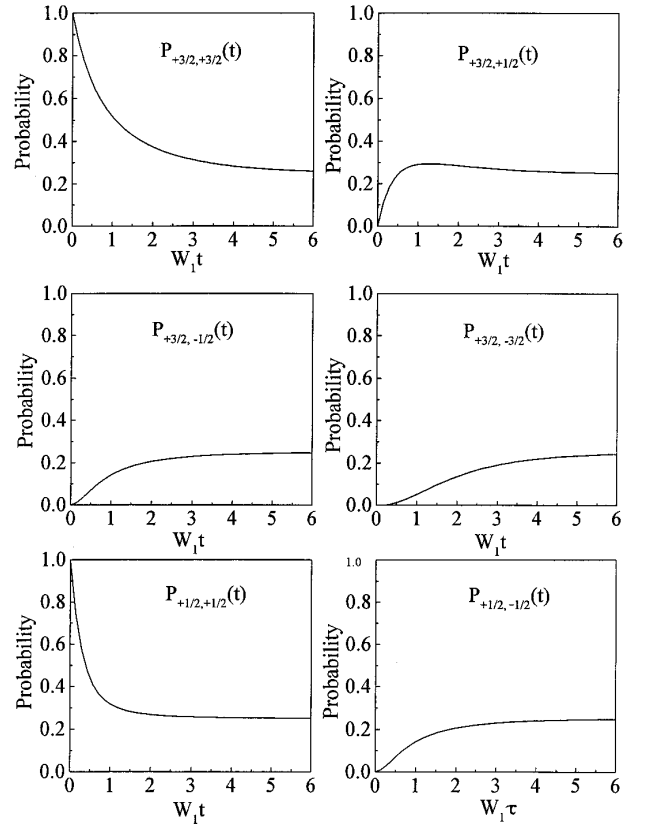 1.0
0.8
0.6
0.4
0.2
0.0
0 1 2 3 4 5 6
Probability
W₁t
P₊₃/₂,₊₃/₂(t)
1.0
0.8
0.6
0.4
0.2
0.0
0 1 2 3 4 5 6
Probability
W₁t
P₊₃/₂,₊₁/₂(t)
1.0
0.8
0.6
0.4
0.2
0.0
0 1 2 3 4 5 6
Probability
W₁t
P₊₃/₂, ₋₁/₂(t)
1.0
0.8
0.6
0.4
0.2
0.0
0 1 2 3 4 5 6
Probability
W₁t
P₊₃/₂, ₋₃/₂(t)
1.0
0.8
0.6
0.4
0.2
0.0
0 1 2 3 4 5 6
Probability
W₁t
P₊₁/₂,₊₁/₂(t)
1.0
0.8
0.6
0.4
0.2
0.0
0 1 2 3 4 5 6
Probability
W₁τ
P₊₁/₂, ₋₁/₂(t)